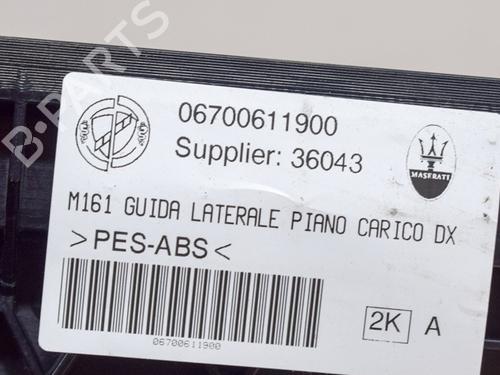 B-PARTS
06700611900
Supplier: 36043
MASERATI
M161 GUIDA LATERALE PIANO CARICO DX
>PES-ABS<
2K A
06700611900